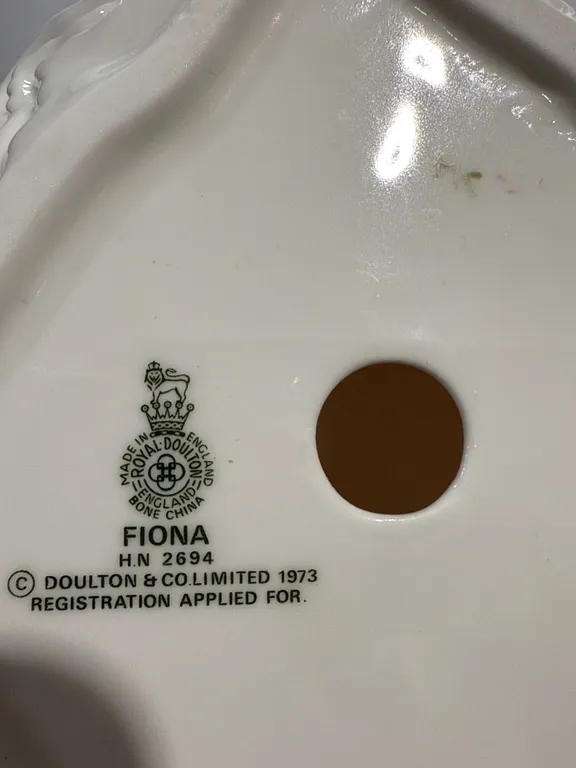 MADE IN ENGLAND
ROYAL·DOULTON
ENGLAND
BONE CHINA
FIONA
H.N 2694
© DOULTON & CO.LIMITED 1973
REGISTRATION APPLIED FOR.